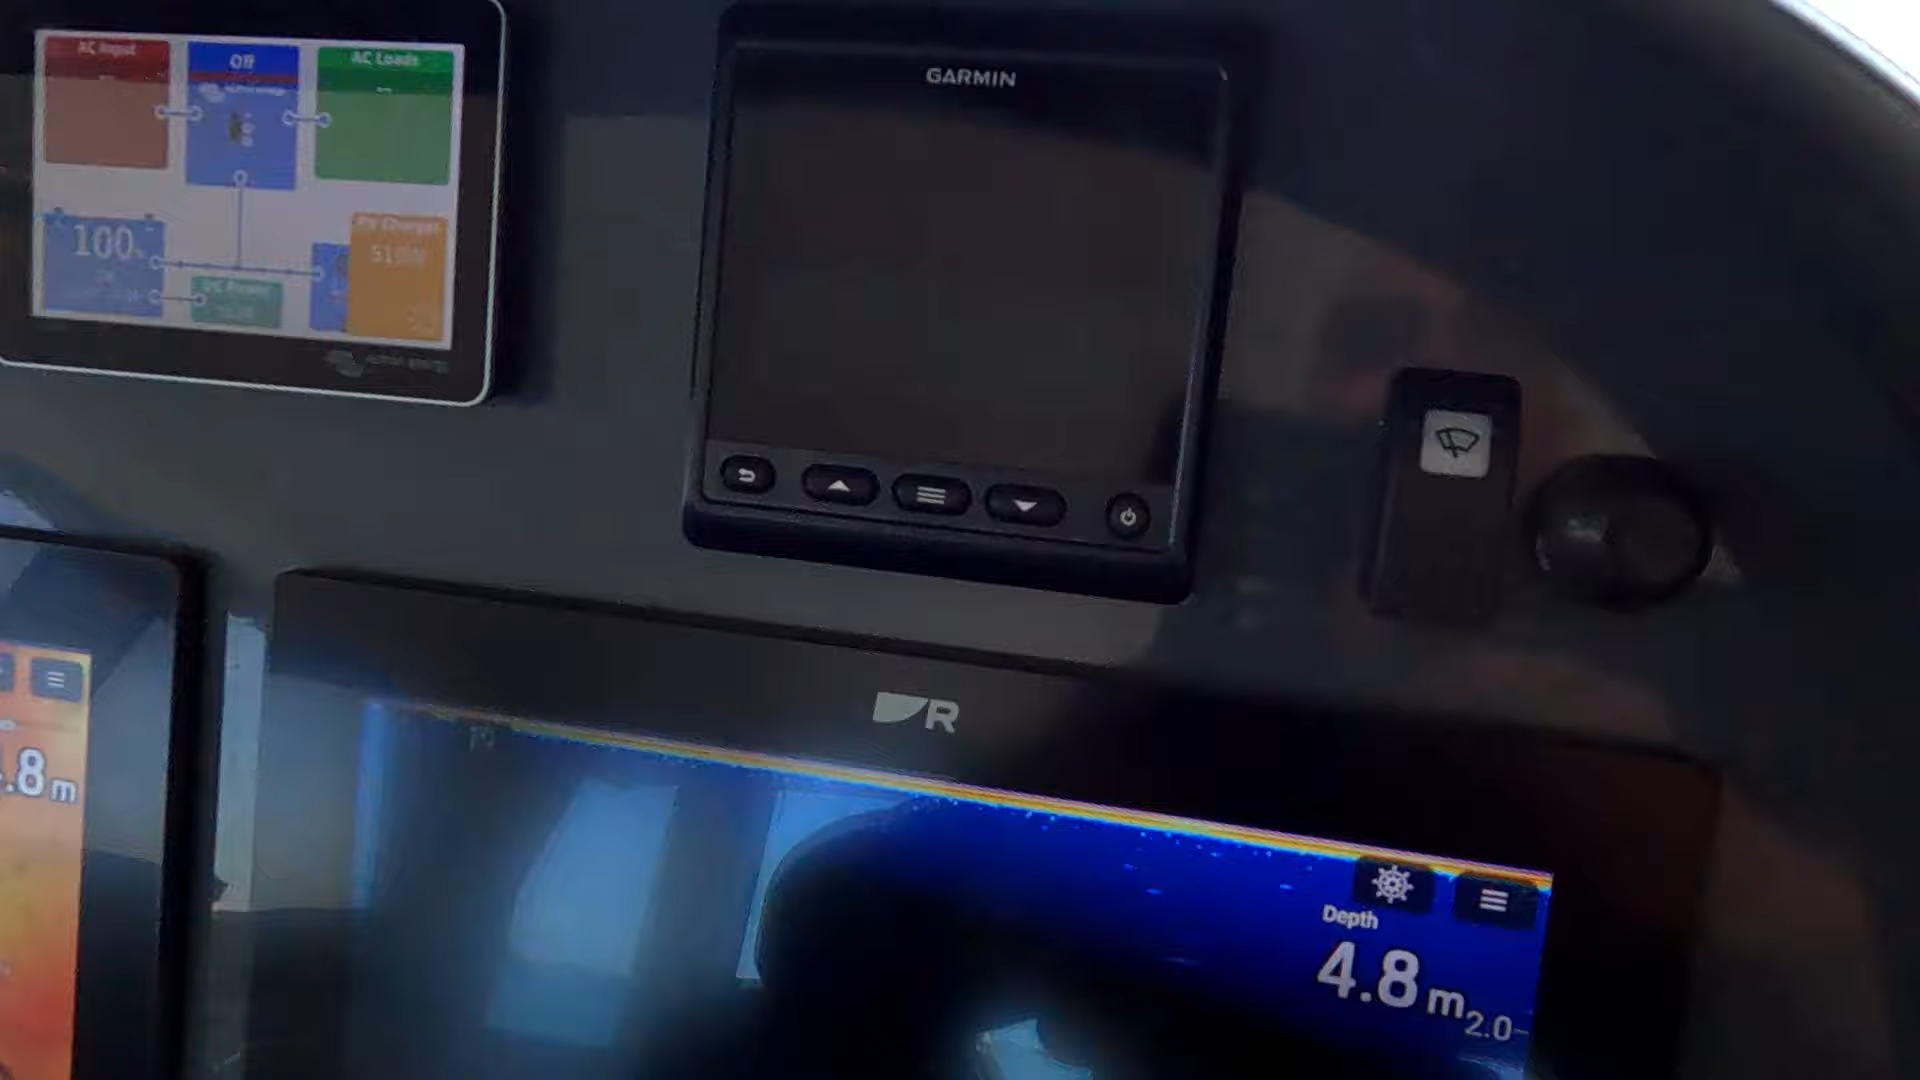 AC Input
Off
AC Loads
--
100%
PV Charger
DC Power
GARMIN
R
.8 m
Depth
4.8 m
2.0